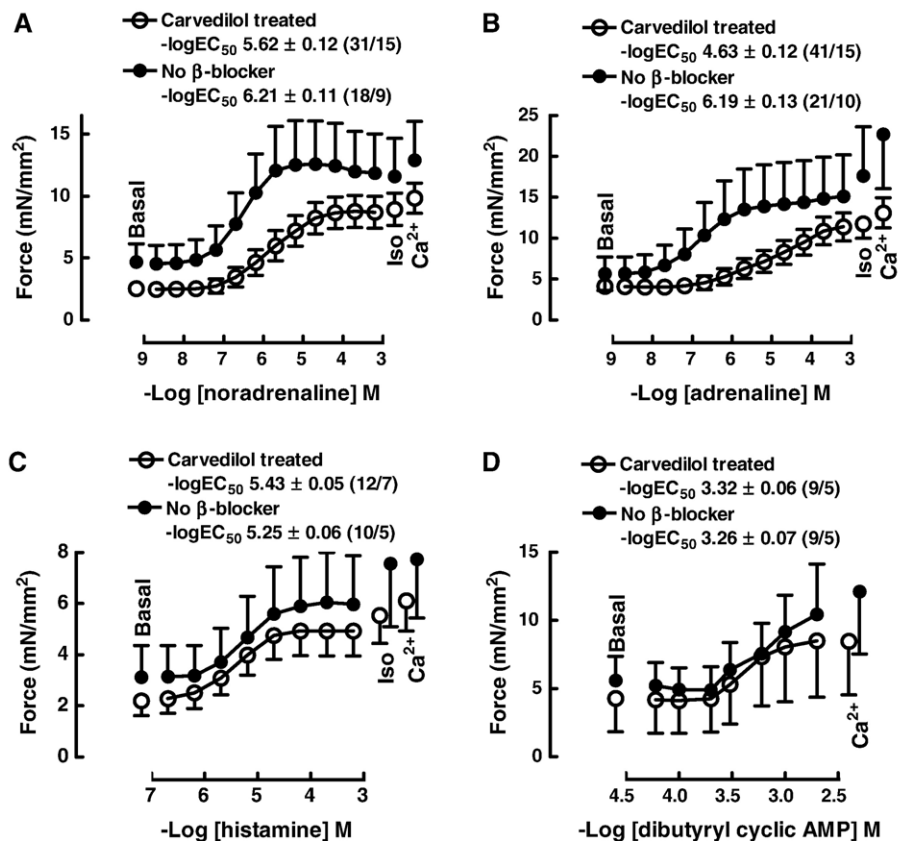 A
Carvedilol treated
-logEC50 5.62 ± 0.12 (31/15)
No β-blocker
-logEC50 6.21 ± 0.11 (18/9)
Force (mN/mm²)
15
10
5
0
Basal
Iso
Ca²⁺
9 8 7 6 5 4 3
-Log [noradrenaline] M
B
Carvedilol treated
-logEC50 4.63 ± 0.12 (41/15)
No β-blocker
-logEC50 6.19 ± 0.13 (21/10)
Force (mN/mm²)
25
20
15
10
5
0
Basal
Iso
Ca²⁺
9 8 7 6 5 4 3
-Log [adrenaline] M
C
Carvedilol treated
-logEC50 5.43 ± 0.05 (12/7)
No β-blocker
-logEC50 5.25 ± 0.06 (10/5)
Force (mN/mm²)
8
6
4
2
0
Basal
Iso
Ca²⁺
7 6 5 4 3
-Log [histamine] M
D
Carvedilol treated
-logEC50 3.32 ± 0.06 (9/5)
No β-blocker
-logEC50 3.26 ± 0.07 (9/5)
Force (mN/mm²)
15
10
5
0
Basal
Ca²⁺
4.5 4.0 3.5 3.0 2.5
-Log [dibutyryl cyclic AMP] M